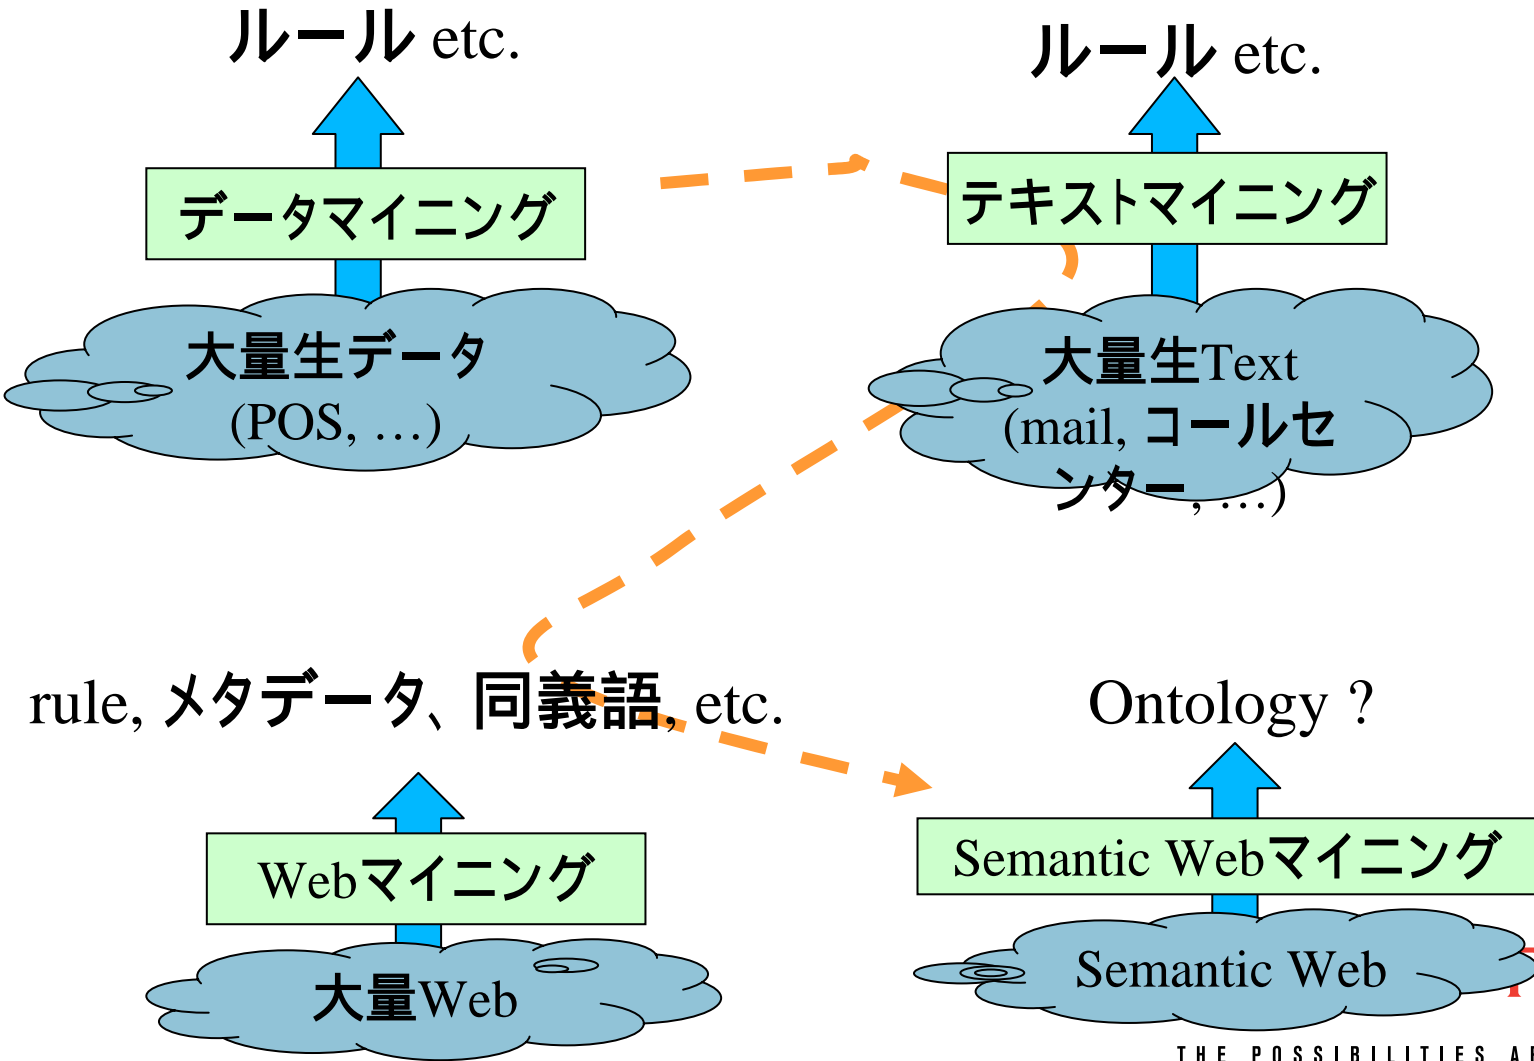 ルール etc.
データマイニング
大量生データ
(POS, …)
ルール etc.
テキストマイニング
大量生Text
(mail, コールセ
ンター, …)
rule, メタデータ、同義語, etc.
Webマイニング
大量Web
Ontology ?
Semantic Webマイニング
Semantic Web
THE POSSIBILITIES